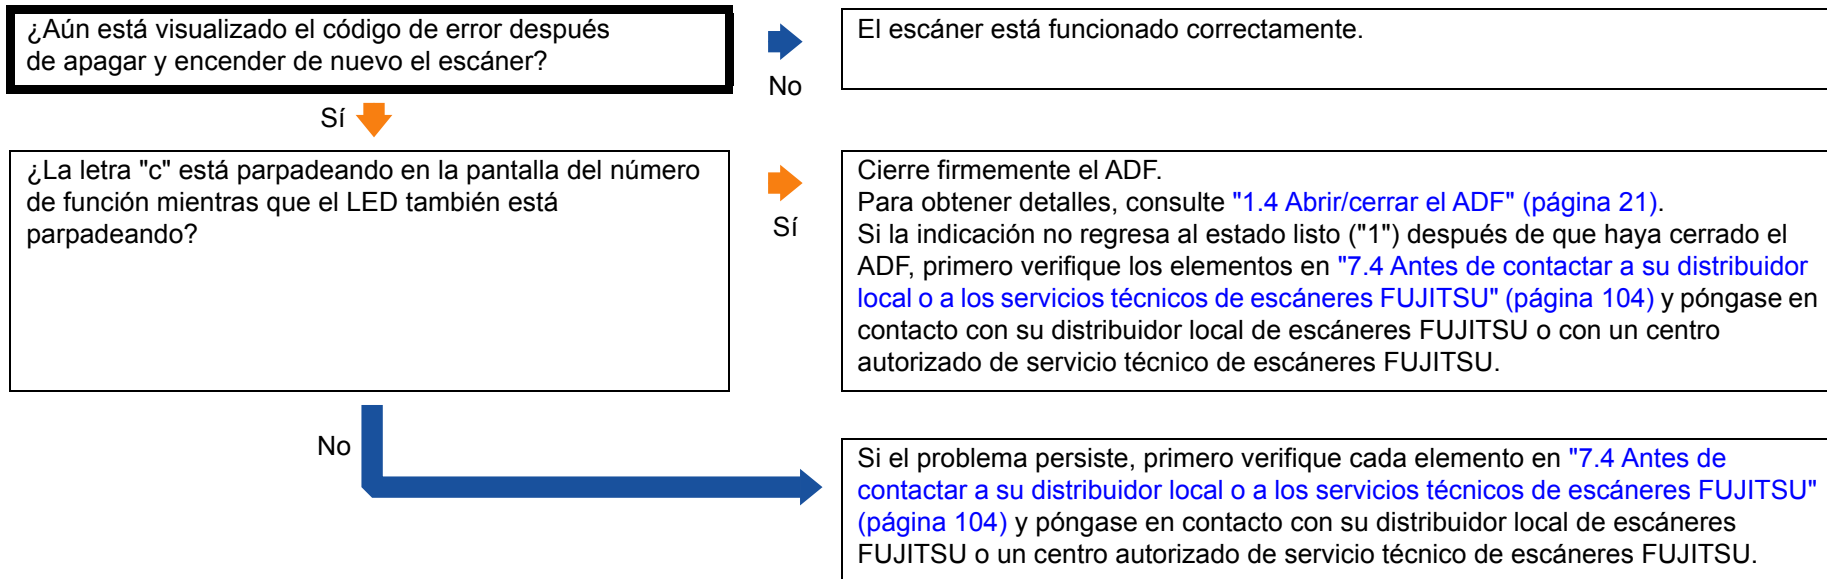 ¿Aún está visualizado el código de error después
de apagar y encender de nuevo el escáner?
No
El escáner está funcionado correctamente.
Sí
¿La letra "c" está parpadeando en la pantalla del número
de función mientras que el LED también está
parpadeando?
Sí
Cierre firmemente el ADF.
Para obtener detalles, consulte "1.4 Abrir/cerrar el ADF" (página 21).
Si la indicación no regresa al estado listo ("1") después de que haya cerrado el
ADF, primero verifique los elementos en "7.4 Antes de contactar a su distribuidor
local o a los servicios técnicos de escáneres FUJITSU" (página 104) y póngase en
contacto con su distribuidor local de escáneres FUJITSU o con un centro
autorizado de servicio técnico de escáneres FUJITSU.
No
Si el problema persiste, primero verifique cada elemento en "7.4 Antes de
contactar a su distribuidor local o a los servicios técnicos de escáneres FUJITSU"
(página 104) y póngase en contacto con su distribuidor local de escáneres
FUJITSU o un centro autorizado de servicio técnico de escáneres FUJITSU.